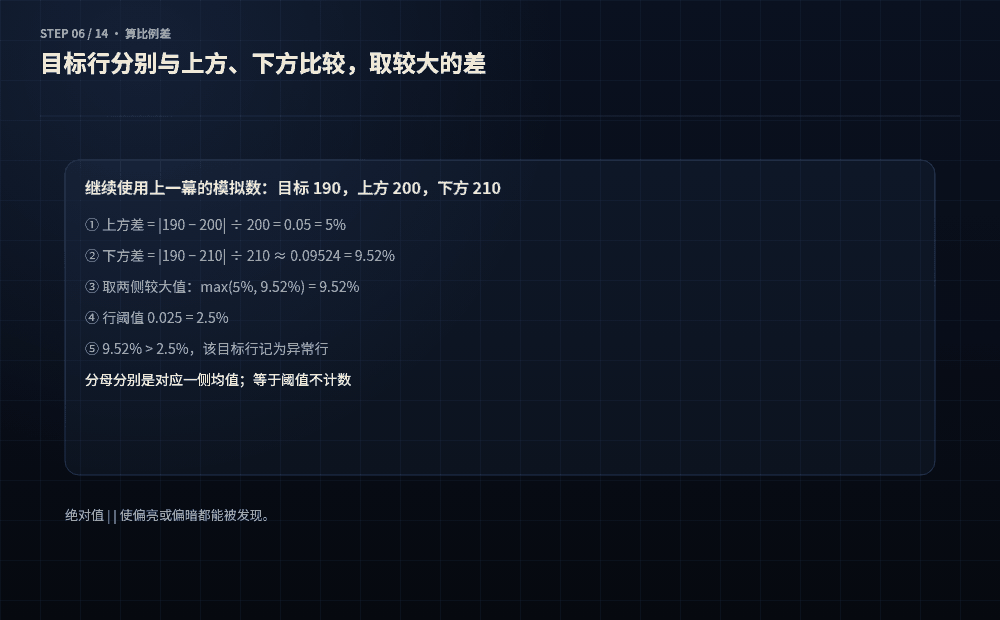 STEP 06 / 14 · 算比例差
目标行分别与上方、下方比较，取较大的差
继续使用上一幕的模拟数：目标 190，上方 200，下方 210
① 上方差 = |190 − 200| ÷ 200 = 0.05 = 5%
② 下方差 = |190 − 210| ÷ 210 ≈ 0.09524 = 9.52%
③ 取两侧较大值：max(5%, 9.52%) = 9.52%
④ 行阈值 0.025 = 2.5%
⑤ 9.52% > 2.5%，该目标行记为异常行
分母分别是对应一侧均值；等于阈值不计数
绝对值 | | 使偏亮或偏暗都能被发现。